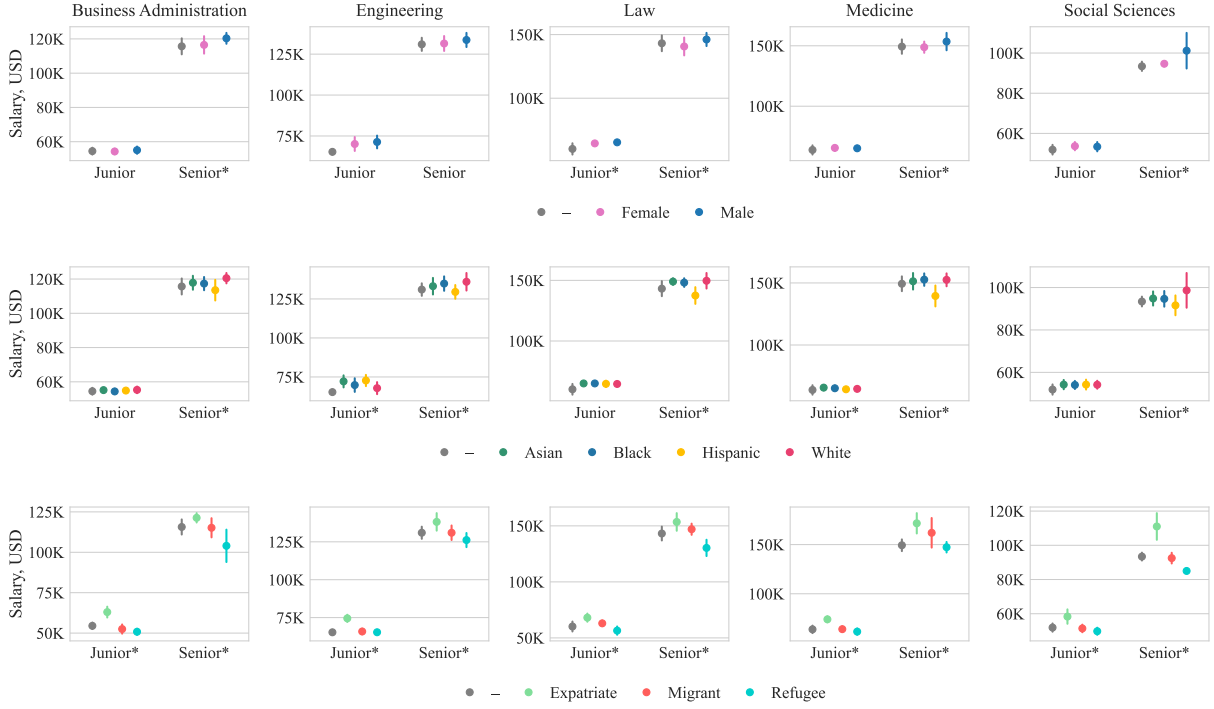 Business Administration Engineering Law Medicine Social Sciences
Salary, USD
120K 100K 80K 60K
125K 100K 75K
150K 100K
150K 100K
100K 80K 60K
Junior Senior* Junior Senior Junior* Senior* Junior Senior* Junior Senior*
– Female Male
Salary, USD
120K 100K 80K 60K
125K 100K 75K
150K 100K
150K 100K
100K 80K 60K
Junior Senior* Junior* Senior* Junior Senior* Junior* Senior* Junior Senior*
– Asian Black Hispanic White
Salary, USD
125K 100K 75K 50K
125K 100K 75K
150K 100K 50K
150K 100K
120K 100K 80K 60K
Junior* Senior* Junior* Senior* Junior* Senior* Junior* Senior* Junior* Senior*
– Expatriate Migrant Refugee